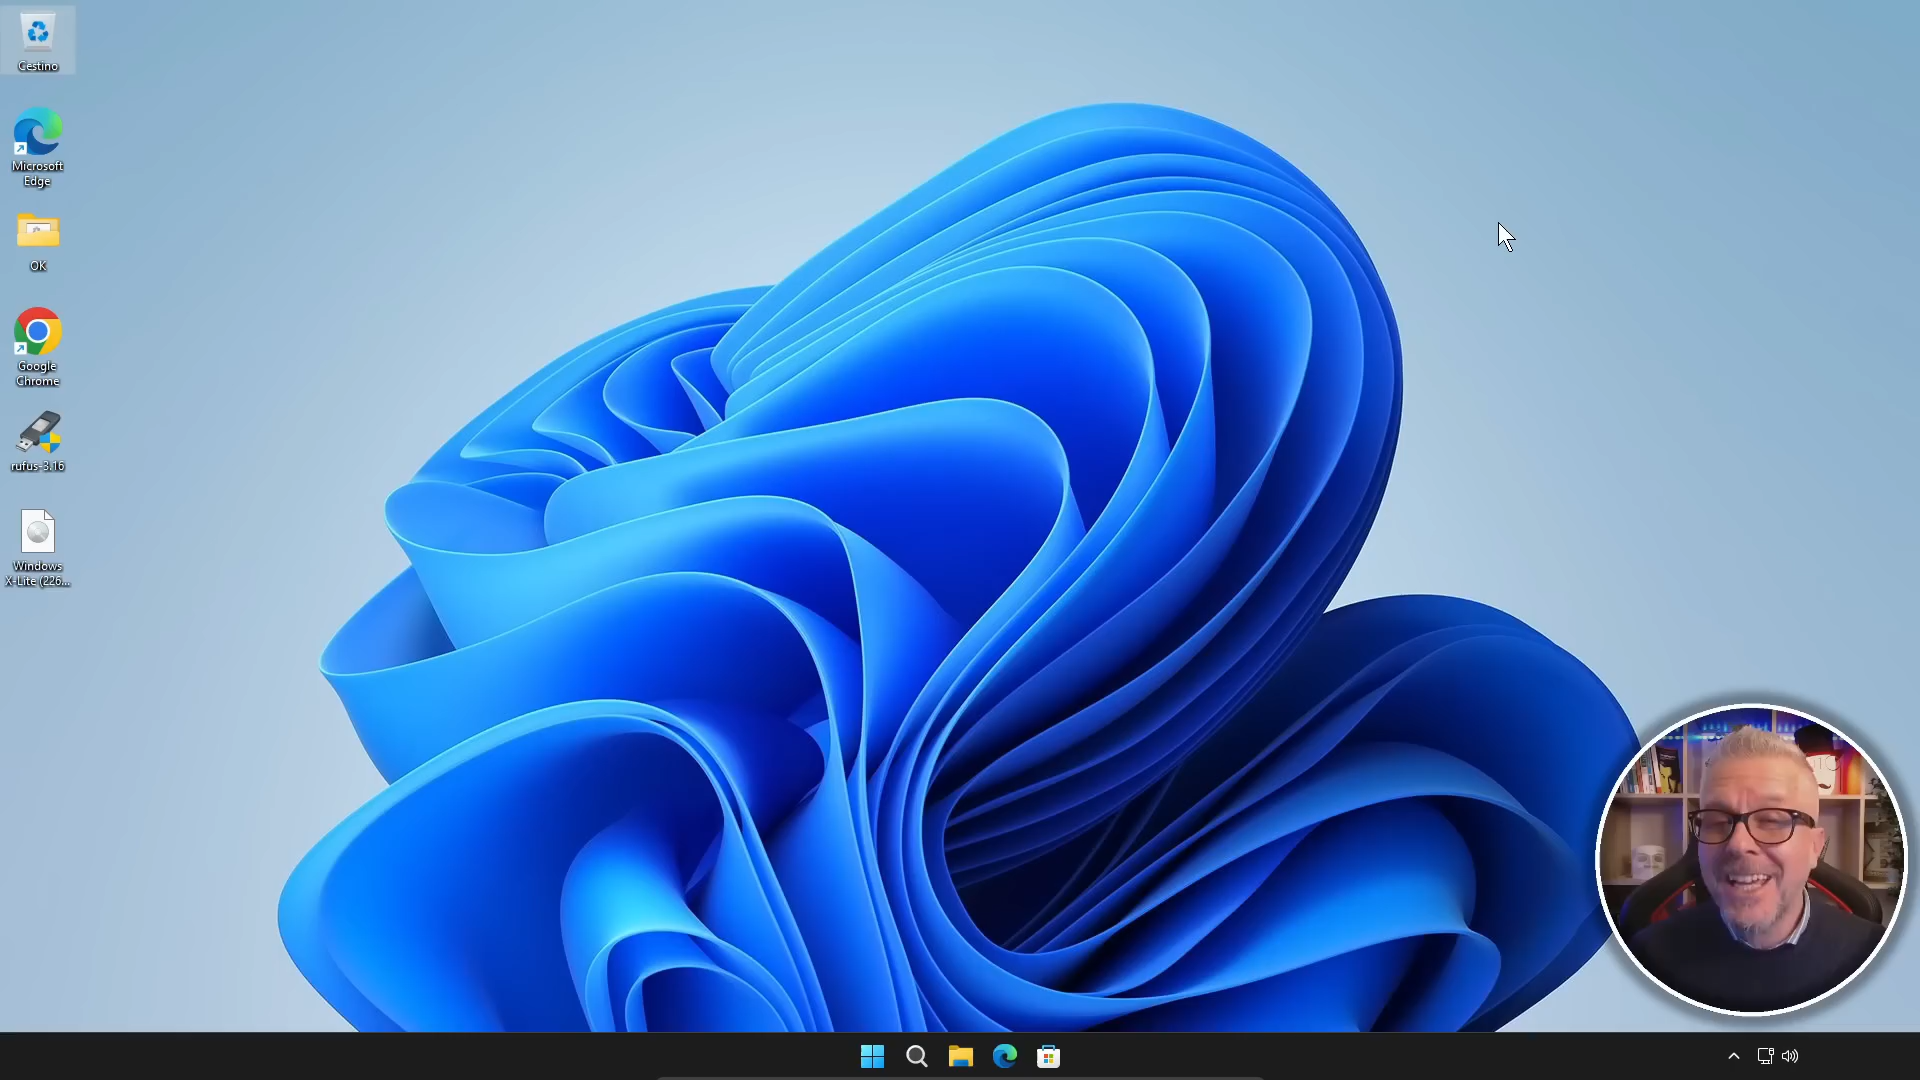 Cestino
Microsoft
Edge
OK
Google
Chrome
rufus-3.16
Windows
X-Lite (226...